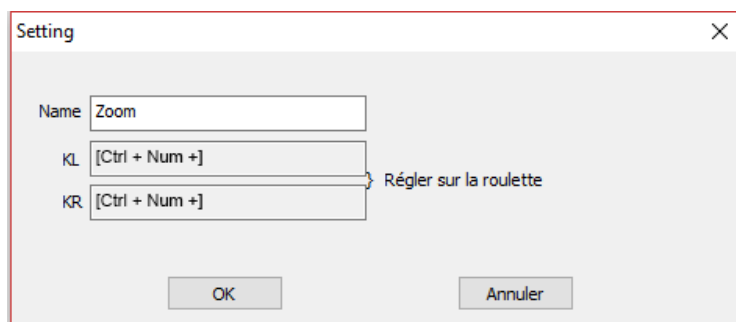 Setting
Name Zoom
KL [Ctrl + Num +]
} Régler sur la roulette
KR [Ctrl + Num +]
OK Annuler